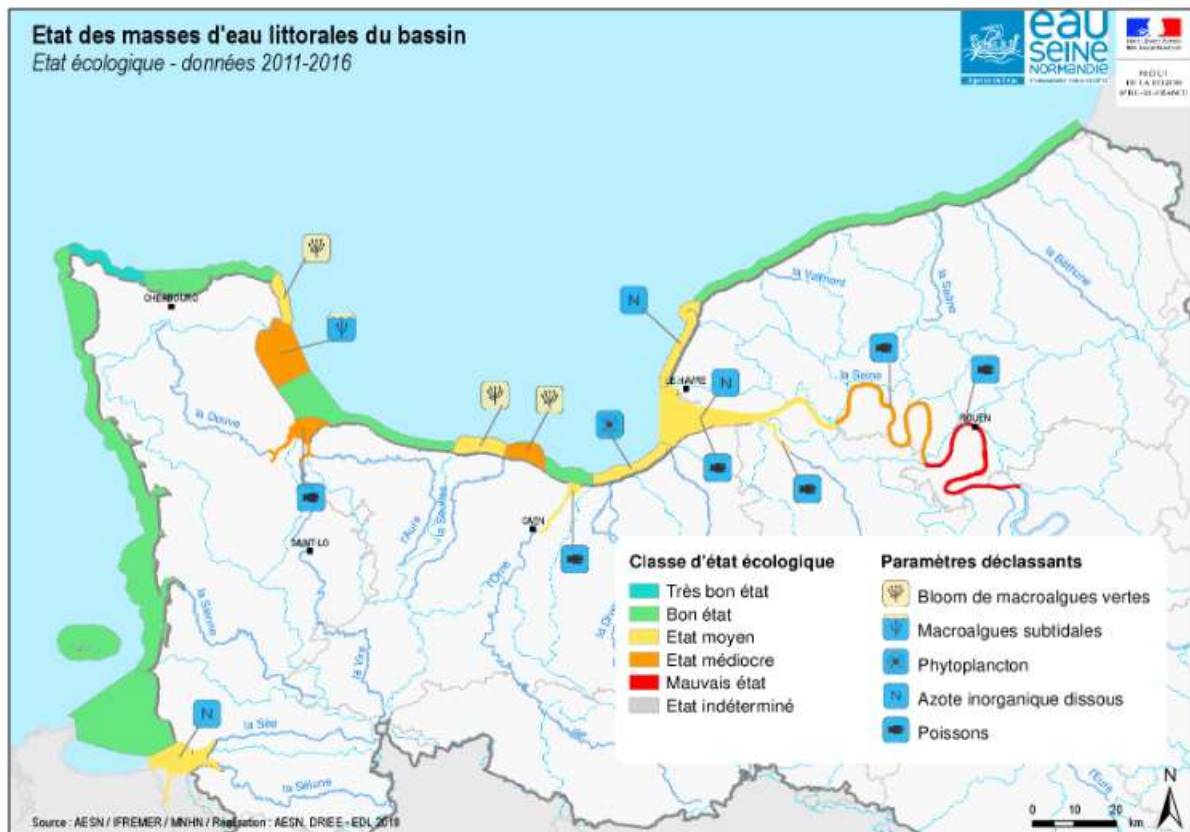 Etat des masses d'eau littorales du bassin
Etat écologique - données 2011-2016
eau
SEINE
NORMANDIE
CHERBOURG
la Douve
SAINT-LO
l'Aure
la Seulles
la Vire
la Sienne
la Sée
la Sélune
CAEN
l'Orne
LE HAVRE
la Seine
ROUEN
la Valmont
la Saâne
la Béthune
l'Eure
N
N
N
Classe d'état écologique
Très bon état
Bon état
Etat moyen
Etat médiocre
Mauvais état
Etat indéterminé
Paramètres déclassants
Bloom de macroalgues vertes
Macroalgues subtidales
Phytoplancton
N Azote inorganique dissous
Poissons
N
0 10 20
km
Source : AESN / IFREMER / MNHN / Réalisation : AESN, DRIEE - EDL 2018